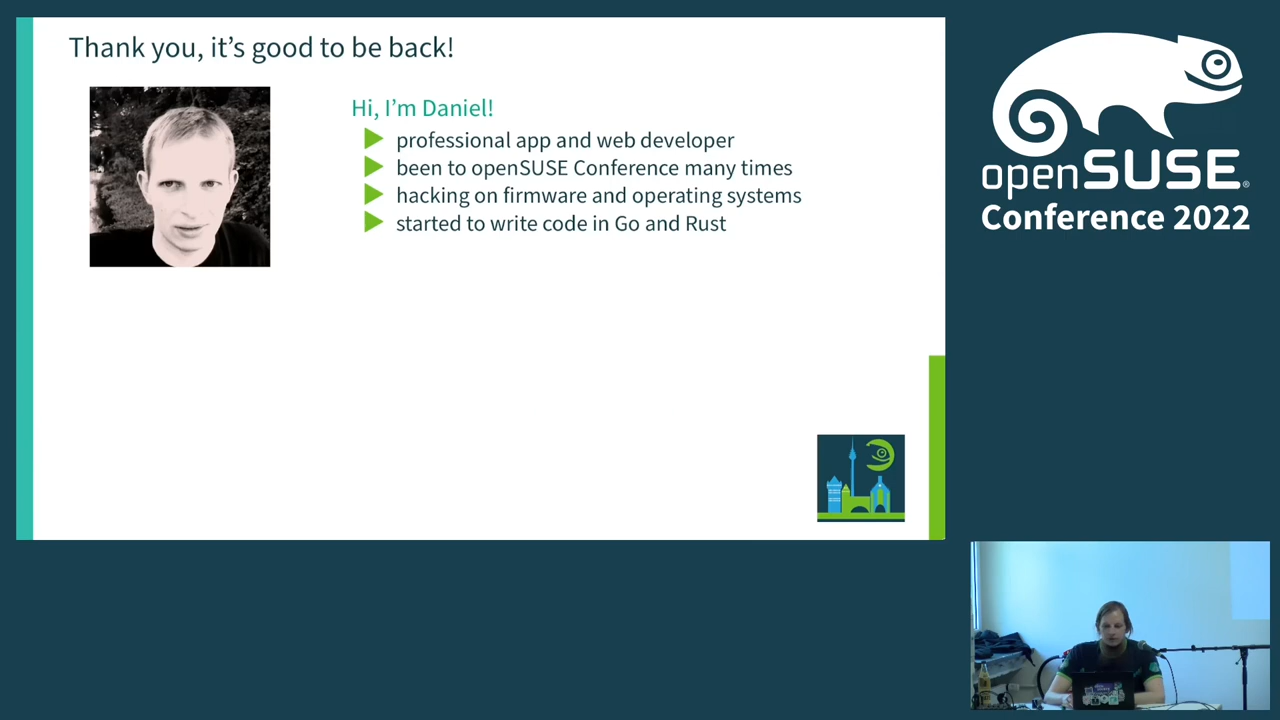 Thank you, it’s good to be back!
Hi, I’m Daniel!
professional app and web developer
been to openSUSE Conference many times
hacking on firmware and operating systems
started to write code in Go and Rust
openSUSE®
Conference 2022